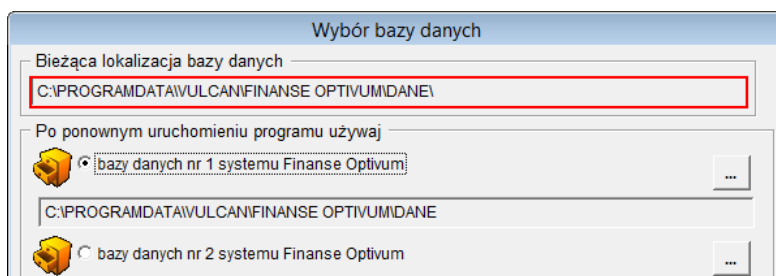 Wybór bazy danych
Bieżąca lokalizacja bazy danych
C:\PROGRAMDATA\VULCAN\FINANSE OPTIVUM\DANE\
Po ponownym uruchomieniu programu używaj
bazy danych nr 1 systemu Finanse Optivum
...
C:\PROGRAMDATA\VULCAN\FINANSE OPTIVUM\DANE
bazy danych nr 2 systemu Finanse Optivum
...